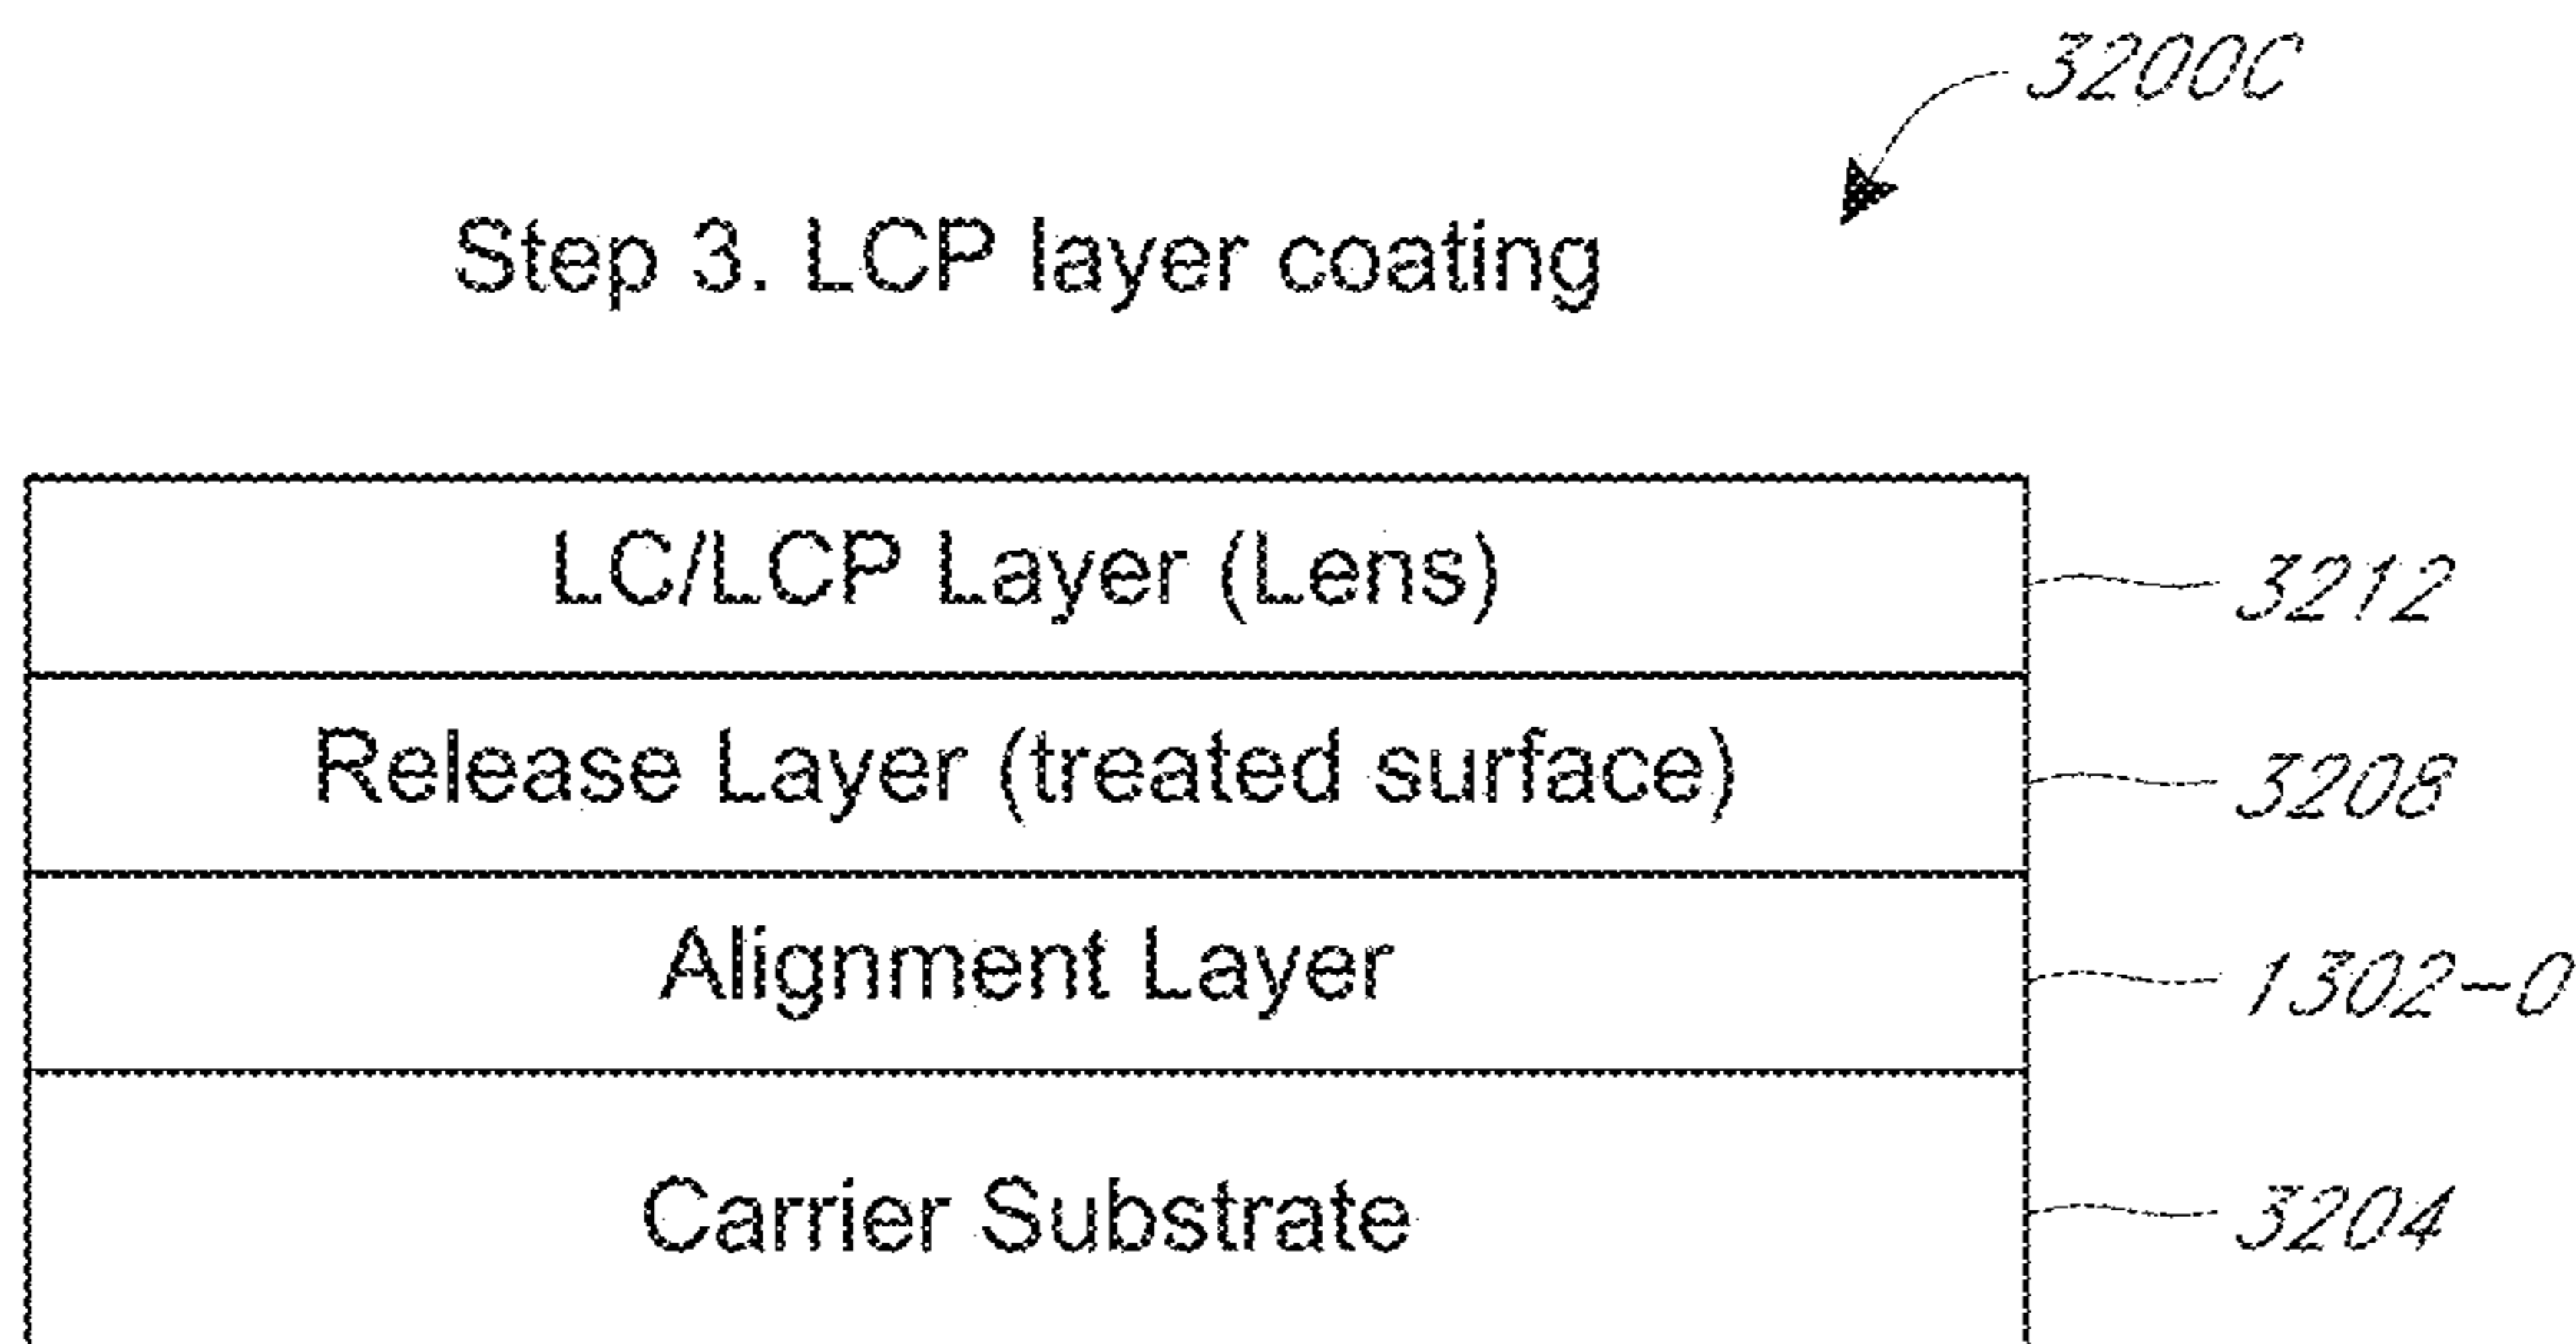 3200C
Step 3. LCP layer coating
LC/LCP Layer (Lens) 3212
Release Layer (treated surface) 3208
Alignment Layer 1302-0
Carrier Substrate 3204